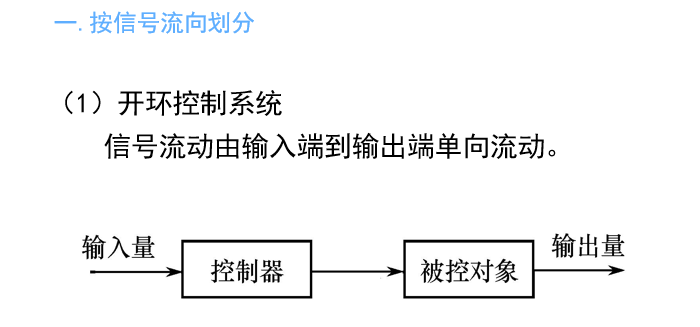 一.按信号流向划分
（1）开环控制系统
信号流动由输入端到输出端单向流动。
输入量
控制器
被控对象
输出量